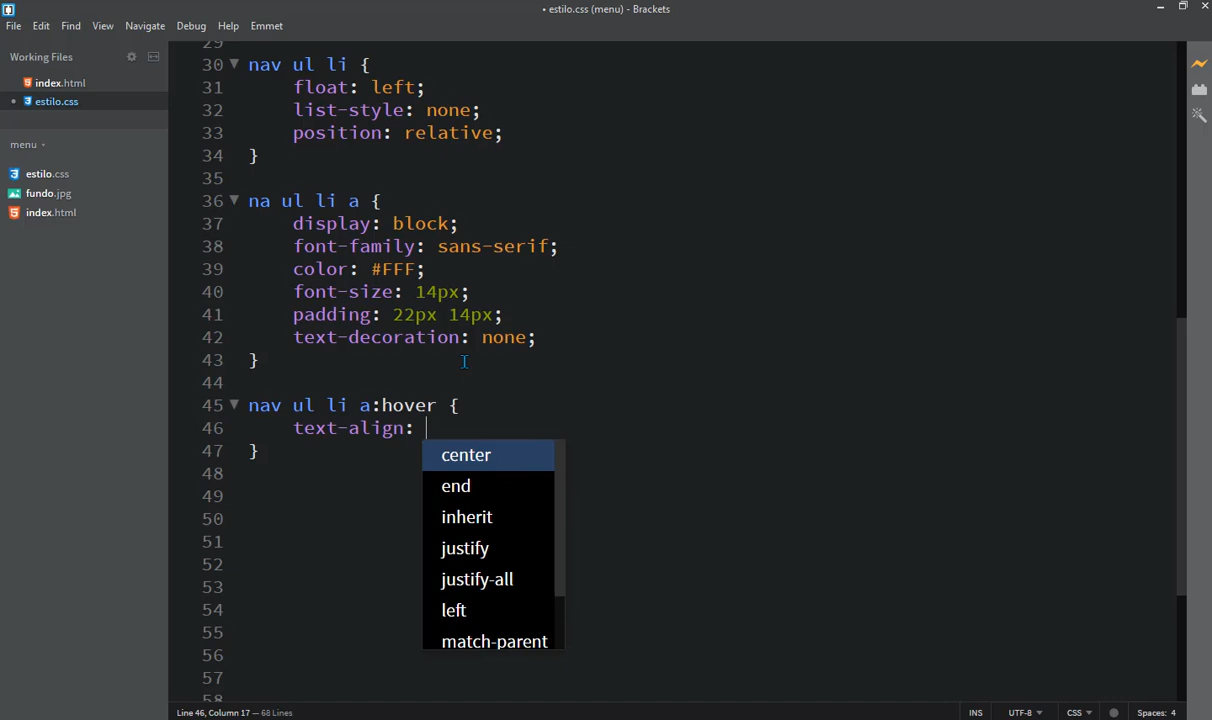 • estilo.css (menu) - Brackets
File Edit Find View Navigate Debug Help Emmet
Working Files
index.html
• estilo.css
menu
estilo.css
fundo.jpg
index.html
29
30 nav ul li {
31 float: left;
32 list-style: none;
33 position: relative;
34 }
35
36 na ul li a {
37 display: block;
38 font-family: sans-serif;
39 color: #FFF;
40 font-size: 14px;
41 padding: 22px 14px;
42 text-decoration: none;
43 }
44
45 nav ul li a:hover {
46 text-align:
47 }
48
49
50
51
52
53
54
55
56
57
58
center
end
inherit
justify
justify-all
left
match-parent
Line 46, Column 17 — 68 Lines
INS UTF-8 CSS Spaces: 4